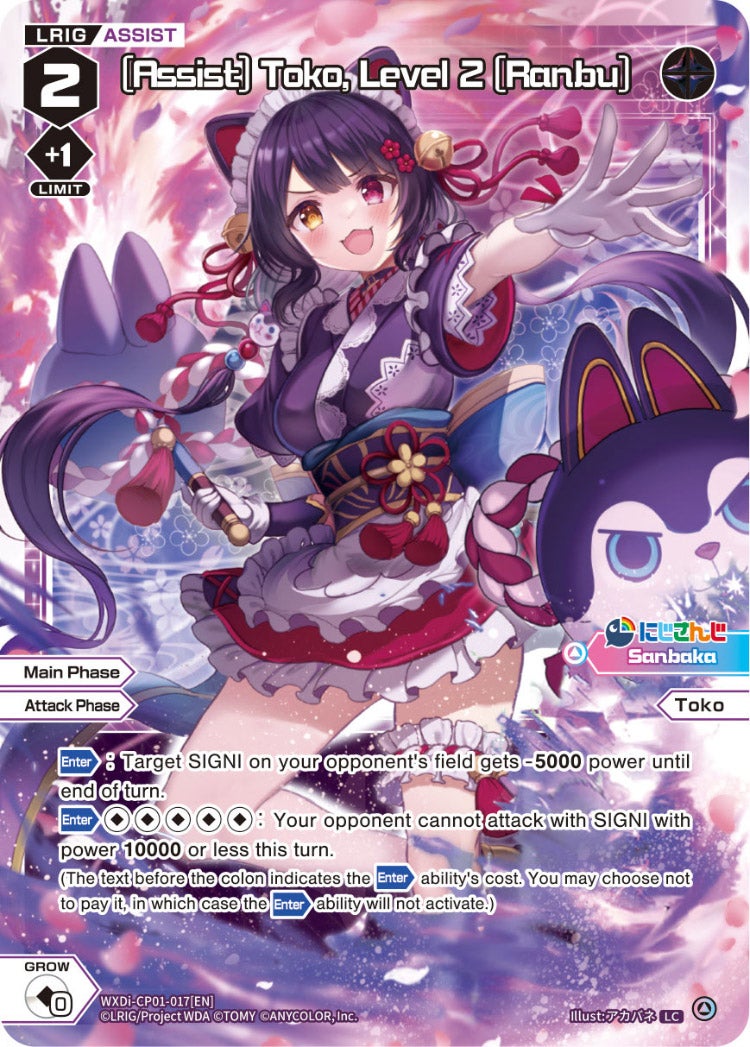 LRIG ASSIST
2
[Assist] Toko, Level 2 [Ranbu]
+1
LIMIT
にじさんじ
Sanbaka
Main Phase
Attack Phase
Toko
Enter : Target SIGNI on your opponent's field gets -5000 power until
end of turn.
Enter ◆◆◆◆◆: Your opponent cannot attack with SIGNI with
power 10000 or less this turn.
(The text before the colon indicates the Enter ability's cost. You may choose not
to pay it, in which case the Enter ability will not activate.)
GROW
0
WXDi-CP01-017[EN]
©LRIG/Project WDA ©TOMY ©ANYCOLOR, Inc.
Illust:アカバネ LC